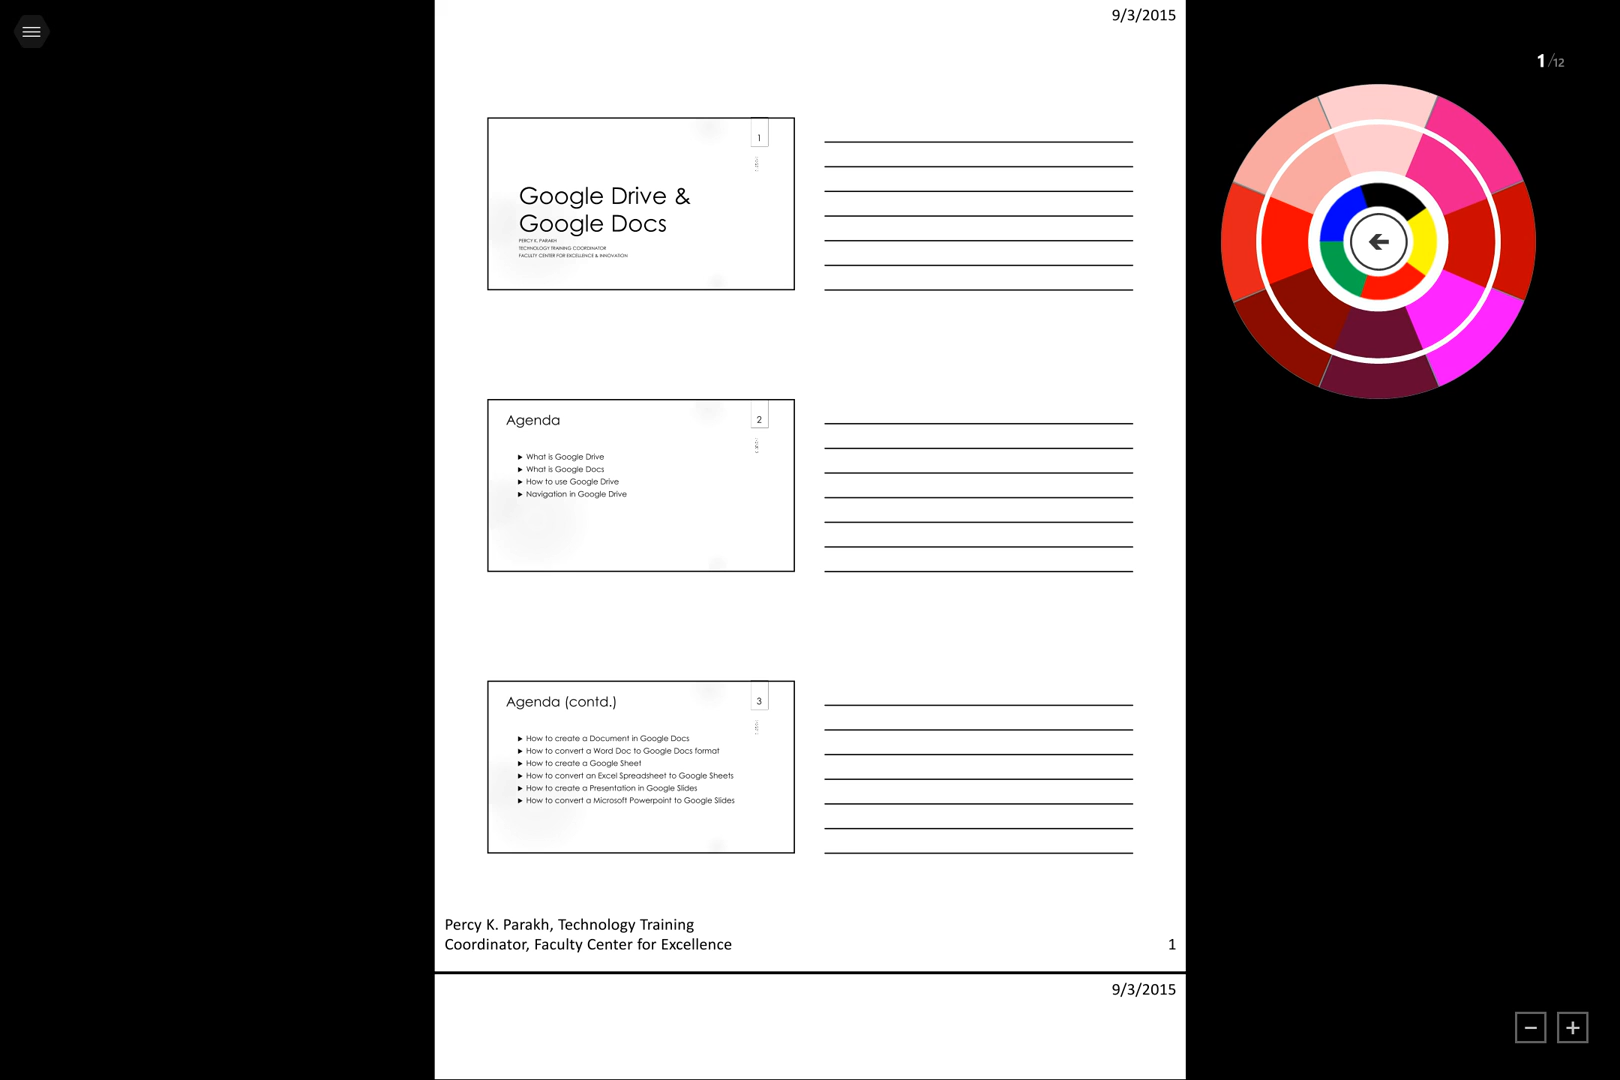 9/3/2015
1/12
1
Google Drive &
Google Docs
PERCY K. PARAKH
TECHNOLOGY TRAINING COORDINATOR
FACULTY CENTER FOR EXCELLENCE & INNOVATION
2
Agenda
▶ What is Google Drive
▶ What is Google Docs
▶ How to use Google Drive
▶ Navigation in Google Drive
3
Agenda (contd.)
▶ How to create a Document in Google Docs
▶ How to convert a Word Doc to Google Docs format
▶ How to create a Google Sheet
▶ How to convert an Excel Spreadsheet to Google Sheets
▶ How to create a Presentation in Google Slides
▶ How to convert a Microsoft Powerpoint to Google Slides
Percy K. Parakh, Technology Training
Coordinator, Faculty Center for Excellence
1
9/3/2015